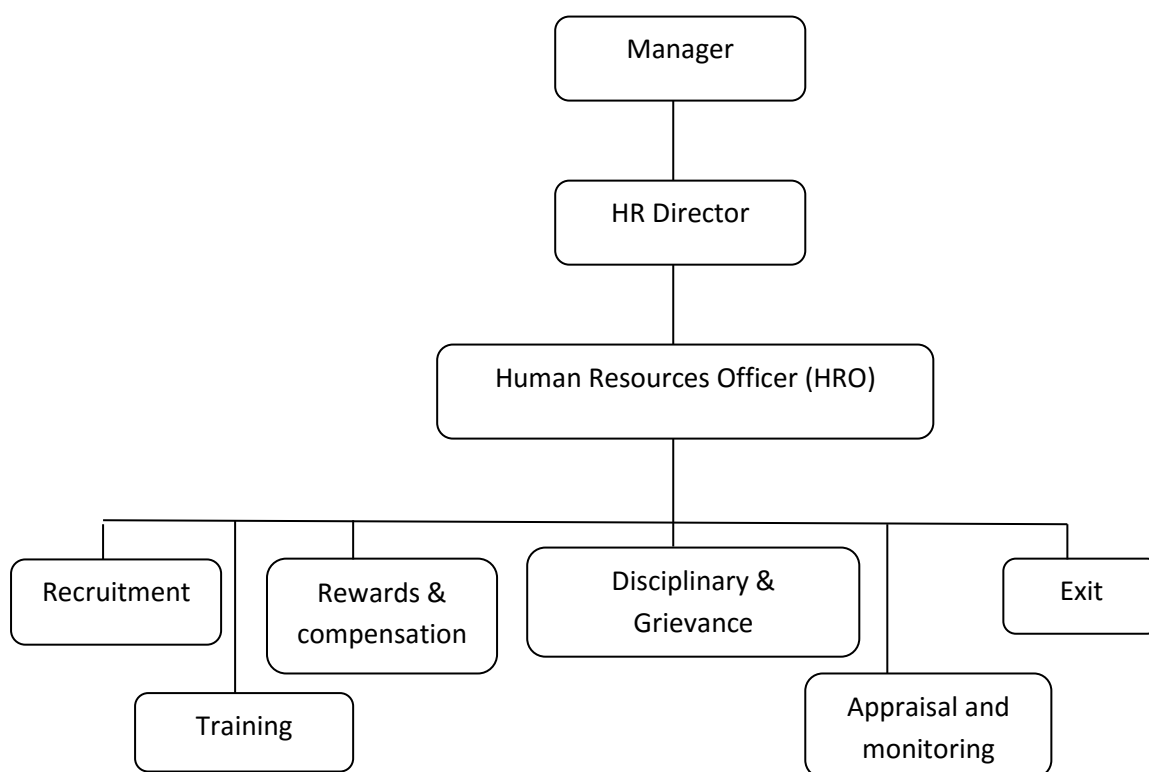 Manager
HR Director
Human Resources Officer (HRO)
Recruitment
Rewards &
compensation
Disciplinary &
Grievance
Exit
Training
Appraisal and
monitoring